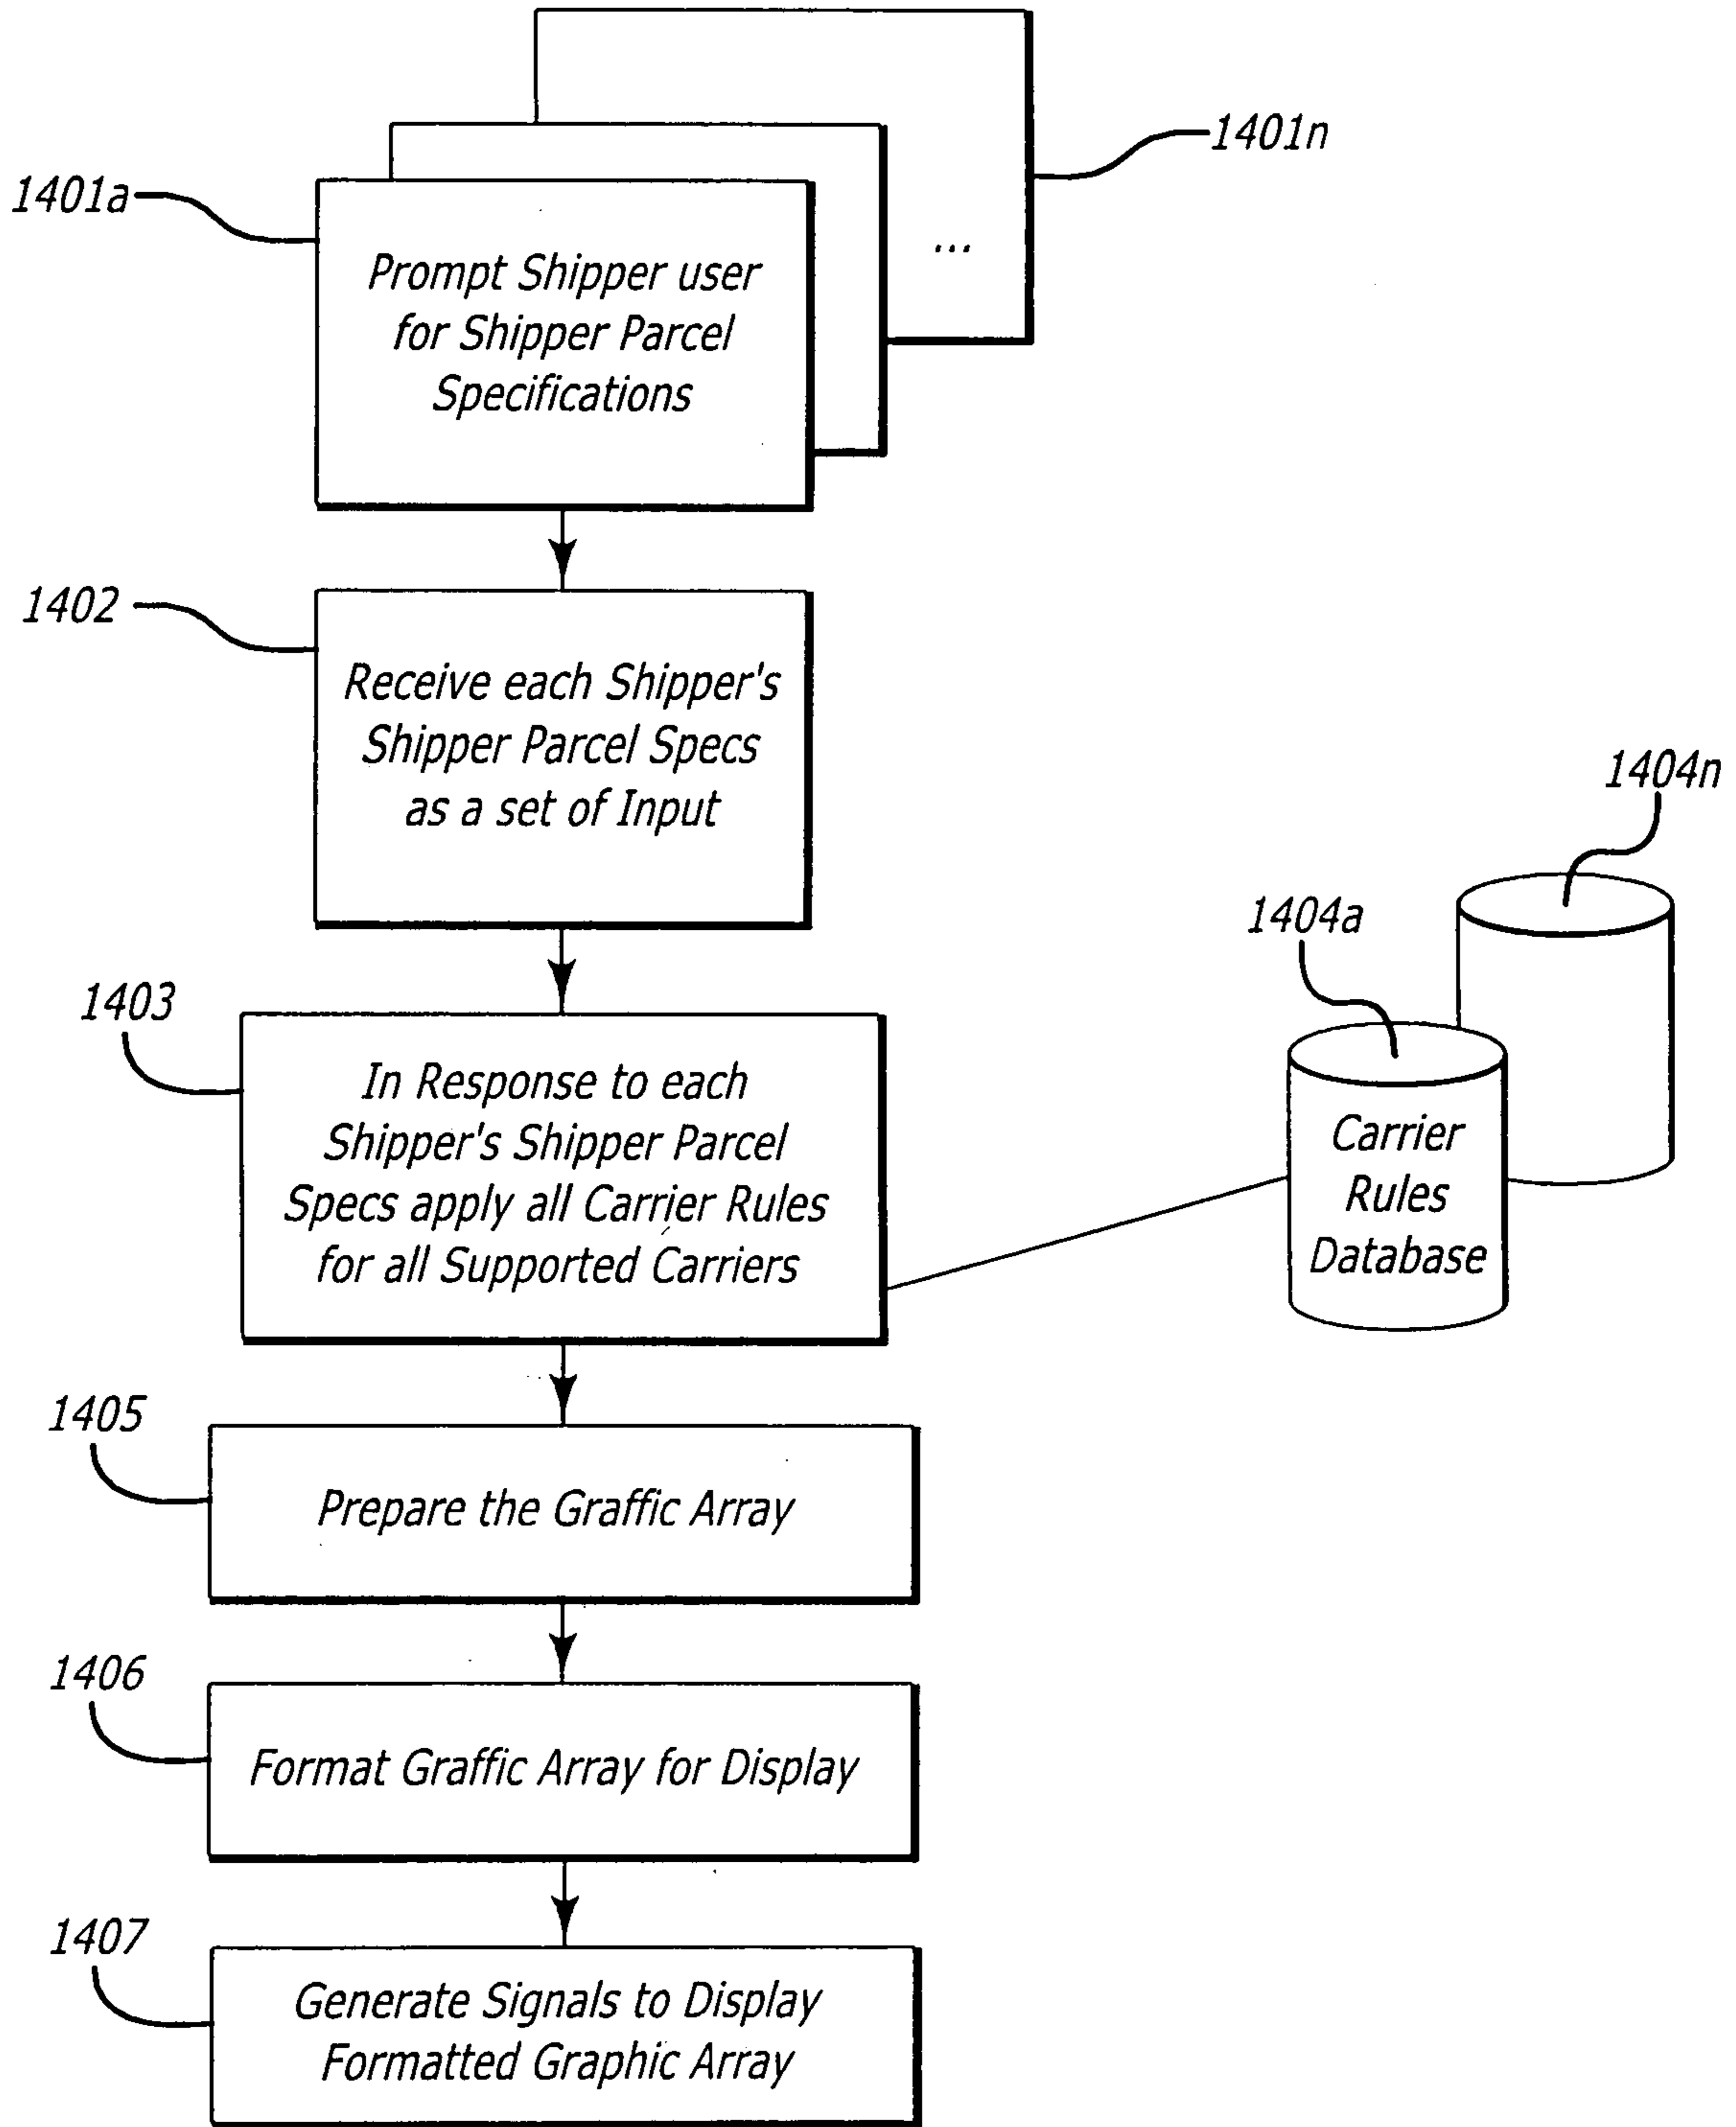 1401n
1401a
...
Prompt Shipper user
for Shipper Parcel
Specifications
1402
Receive each Shipper's
Shipper Parcel Specs
as a set of Input
1404n
1404a
1403
In Response to each
Shipper's Shipper Parcel
Specs apply all Carrier Rules
for all Supported Carriers
Carrier
Rules
Database
1405
Prepare the Graffic Array
1406
Format Graffic Array for Display
1407
Generate Signals to Display
Formatted Graphic Array